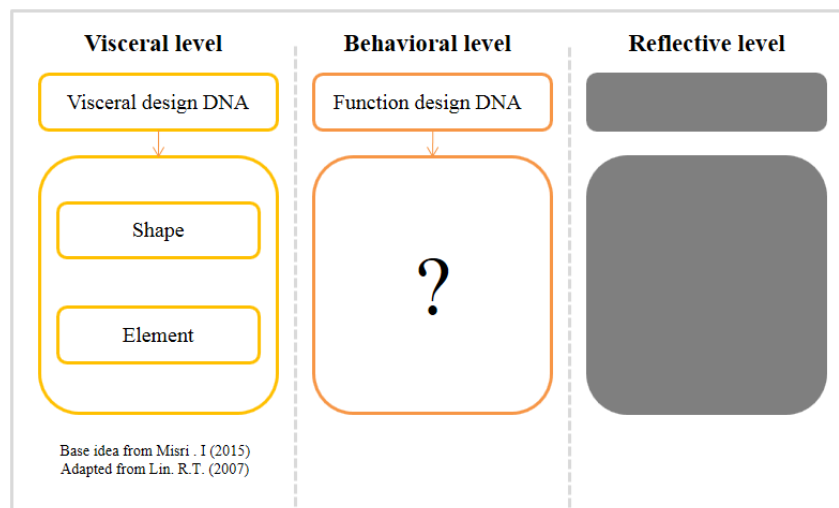 Visceral level
Behavioral level
Reflective level
Visceral design DNA
Function design DNA
Shape
?
Element
Base idea from Misri . I (2015)
Adapted from Lin. R.T. (2007)